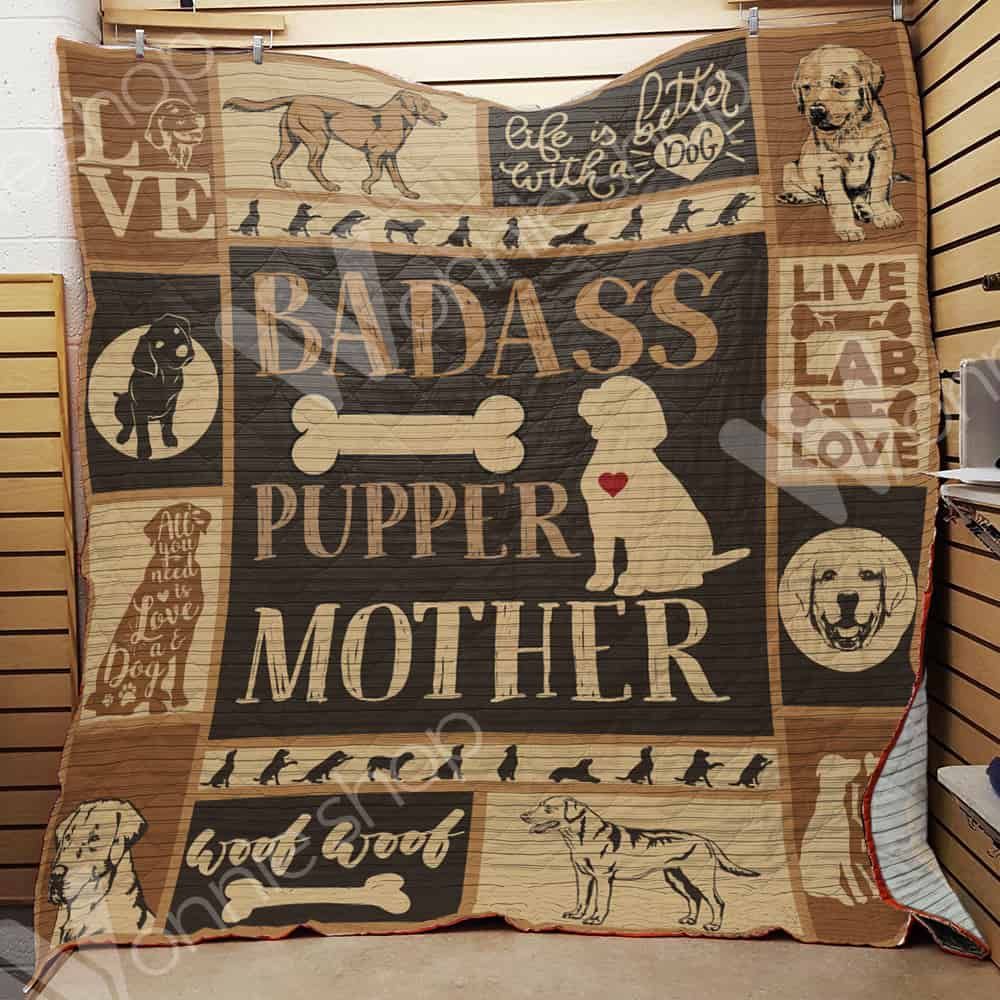 LOVE
life is better
with a DOG
BADASS
PUPPER
MOTHER
LIVE
LAB
LOVE
All
you
need
is
Love
& a
Dog
woof woof
Wonnieshop